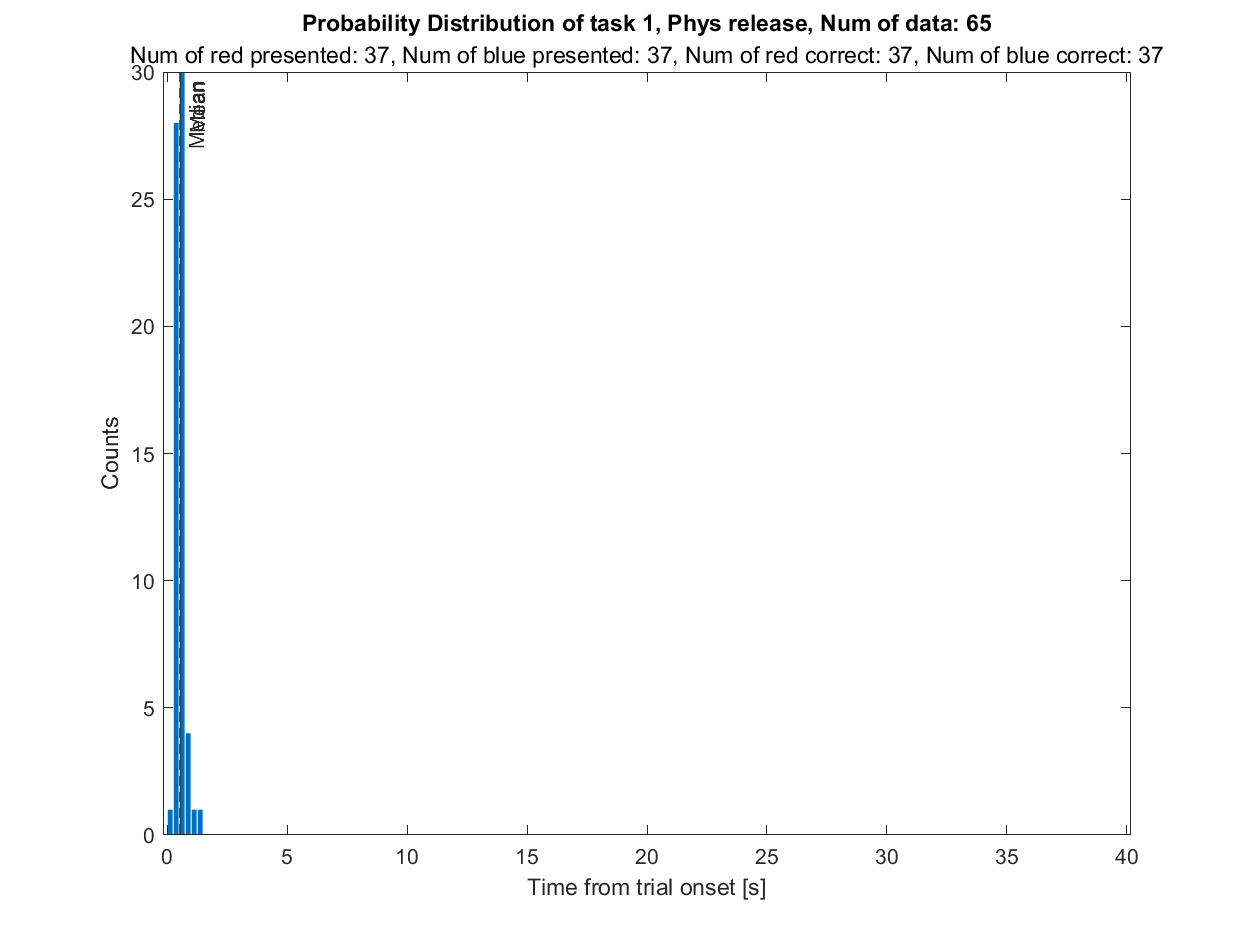 Probability Distribution of task 1, Phys release, Num of data: 65
Num of red presented: 37, Num of blue presented: 37, Num of red correct: 37, Num of blue correct: 37
30
25
20
15
10
5
0
Counts
Median
Mean
0 5 10 15 20 25 30 35 40
Time from trial onset [s]